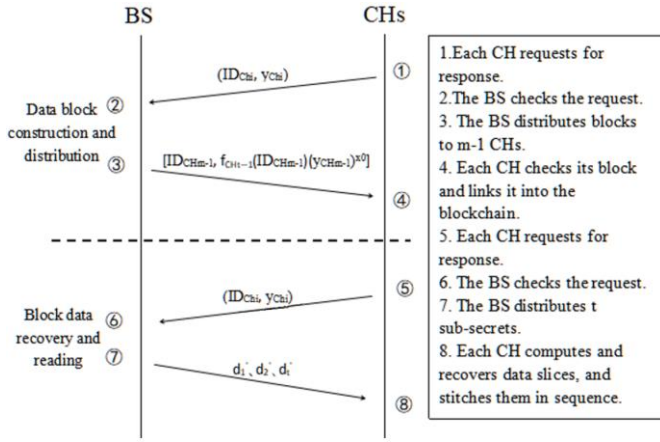 BS
CHs
(IDChi, yChi)
①
②
Data block
construction and
distribution
③
[IDCHm-1, fCHt-1(IDCHm-1)(yCHm-1)x0]
④
(IDChi, yChi)
⑤
⑥
Block data
recovery and
reading
⑦
d1-、d2-、dt-
⑧
1.Each CH requests for
response.
2.The BS checks the request.
3. The BS distributes blocks
to m-1 CHs.
4. Each CH checks its block
and links it into the
blockchain.
5. Each CH requests for
response.
6. The BS checks the request.
7. The BS distributes t
sub-secrets.
8. Each CH computes and
recovers data slices, and
stitches them in sequence.